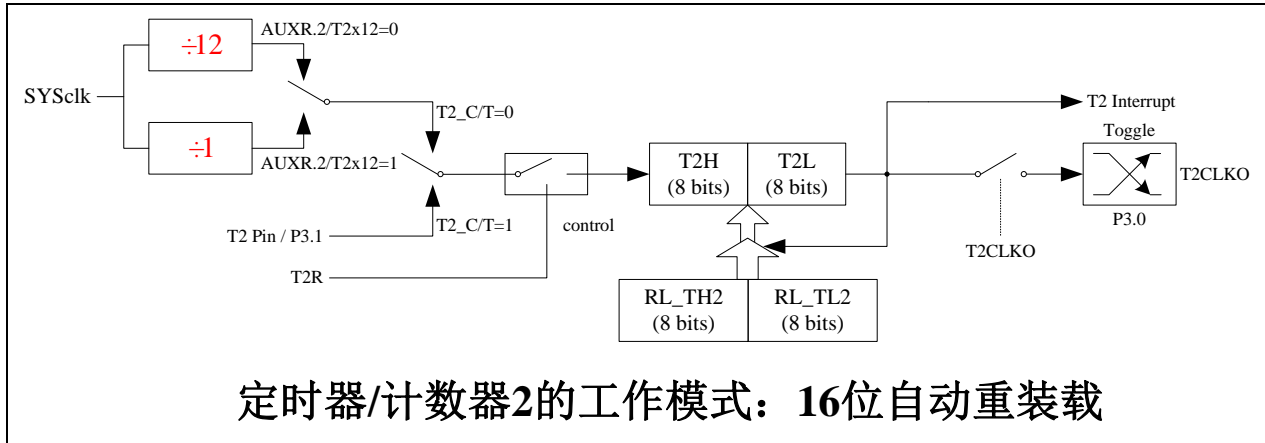 ÷12
AUXR.2/T2x12=0
SYSclk
÷1
AUXR.2/T2x12=1
T2_C/T=0
T2_C/T=1
T2 Pin / P3.1
T2R
control
T2H
(8 bits)
T2L
(8 bits)
RL_TH2
(8 bits)
RL_TL2
(8 bits)
T2 Interrupt
Toggle
T2CLKO
P3.0
T2CLKO
定时器/计数器2的工作模式：16位自动重装载